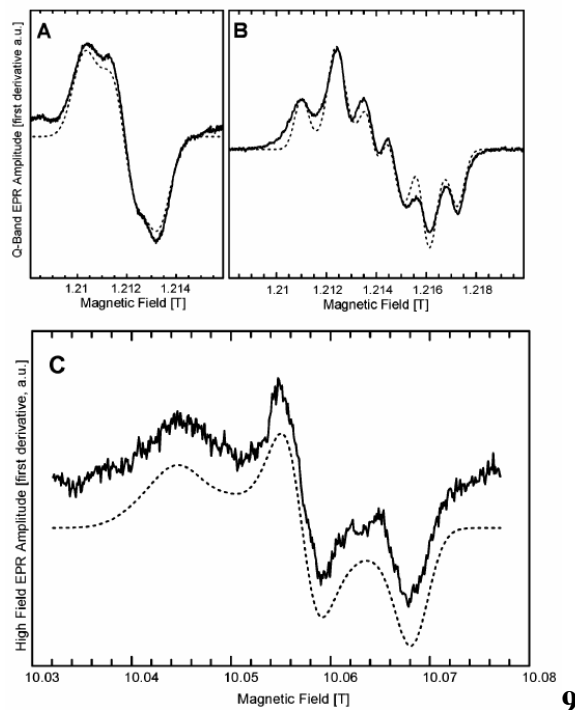 A
B
Q-Band EPR Amplitude [first derivative a.u.]
1.21 1.212 1.214
Magnetic Field [T]
1.21 1.212 1.214 1.216 1.218
Magnetic Field [T]
C
High Field EPR Amplitude [first derivative, a.u.]
10.03 10.04 10.05 10.06 10.07 10.08
Magnetic Field [T]
9